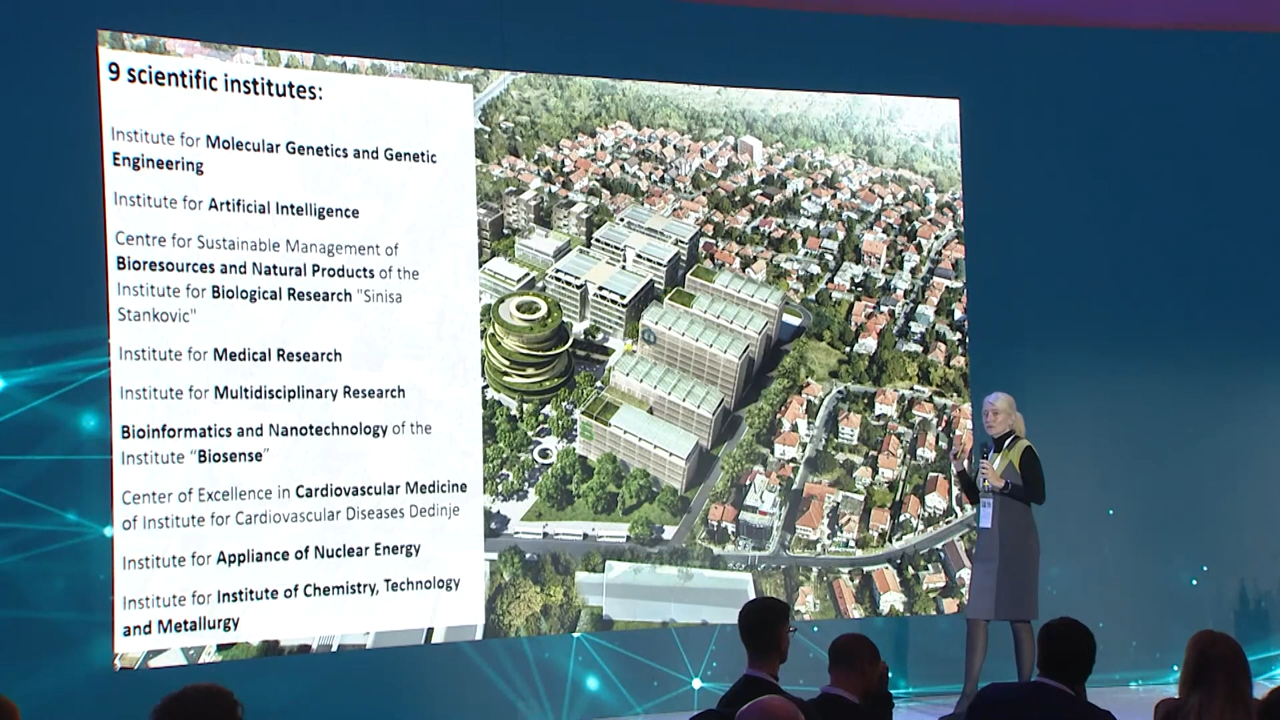 9 scientific institutes:
Institute for Molecular Genetics and Genetic
Engineering
Institute for Artificial Intelligence
Centre for Sustainable Management of
Bioresources and Natural Products of the
Institute for Biological Research "Sinisa
Stankovic"
Institute for Medical Research
Institute for Multidisciplinary Research
Bioinformatics and Nanotechnology of the
Institute “Biosense”
Center of Excellence in Cardiovascular Medicine
of Institute for Cardiovascular Diseases Dedinje
Institute for Appliance of Nuclear Energy
Institute for Institute of Chemistry, Technology
and Metallurgy